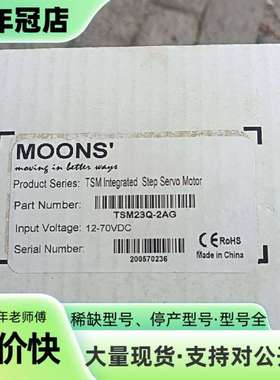 年冠店
MOONS'
moving in better ways
Product Series: TSM Integrated Step Servo Motor
Part Number:
TSM23Q-2AG
Input Voltage: 12-70VDC
Serial Number:
200570236
CE RoHS
Made in China
年老师傅
价快
稀缺型号、停产型号·型号全
大量现货·支持对公